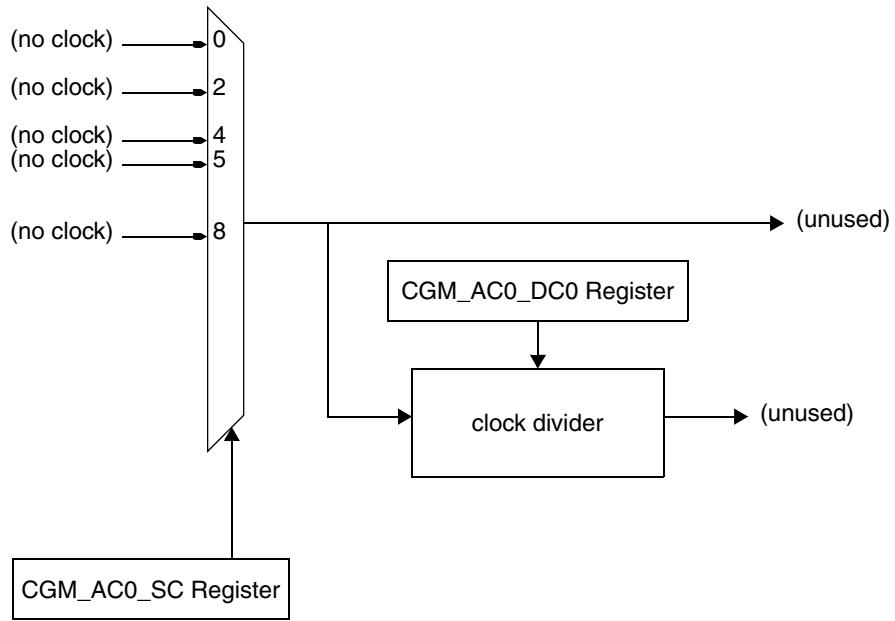 (no clock) 0
(no clock) 2
(no clock) 4
(no clock) 5
(no clock) 8
(unused)
CGM_AC0_DC0 Register
clock divider
(unused)
CGM_AC0_SC Register